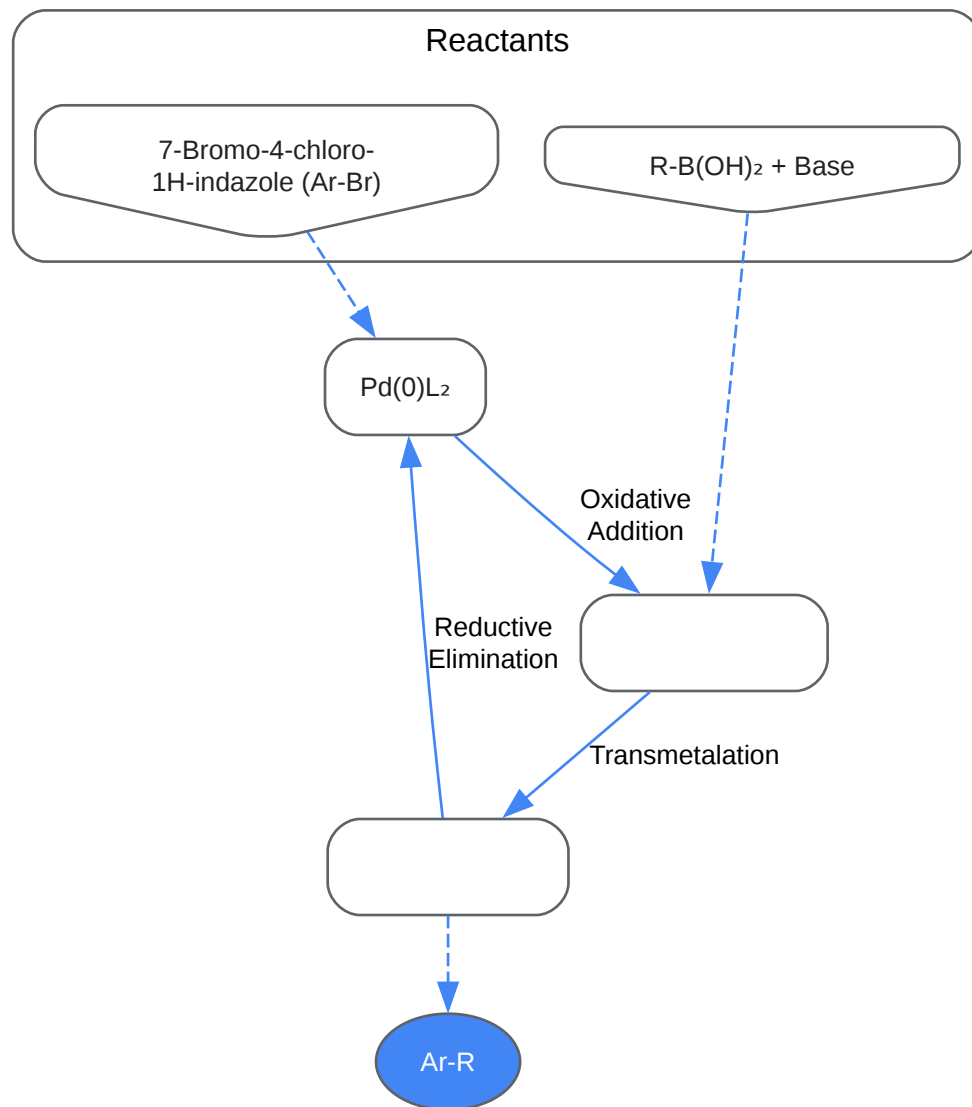 Reactants
7-Bromo-4-chloro-
1H-indazole (Ar-Br)
R-B(OH)₂ + Base
Pd(0)L₂
Oxidative
Addition
Reductive
Elimination
Transmetalation
Ar-R